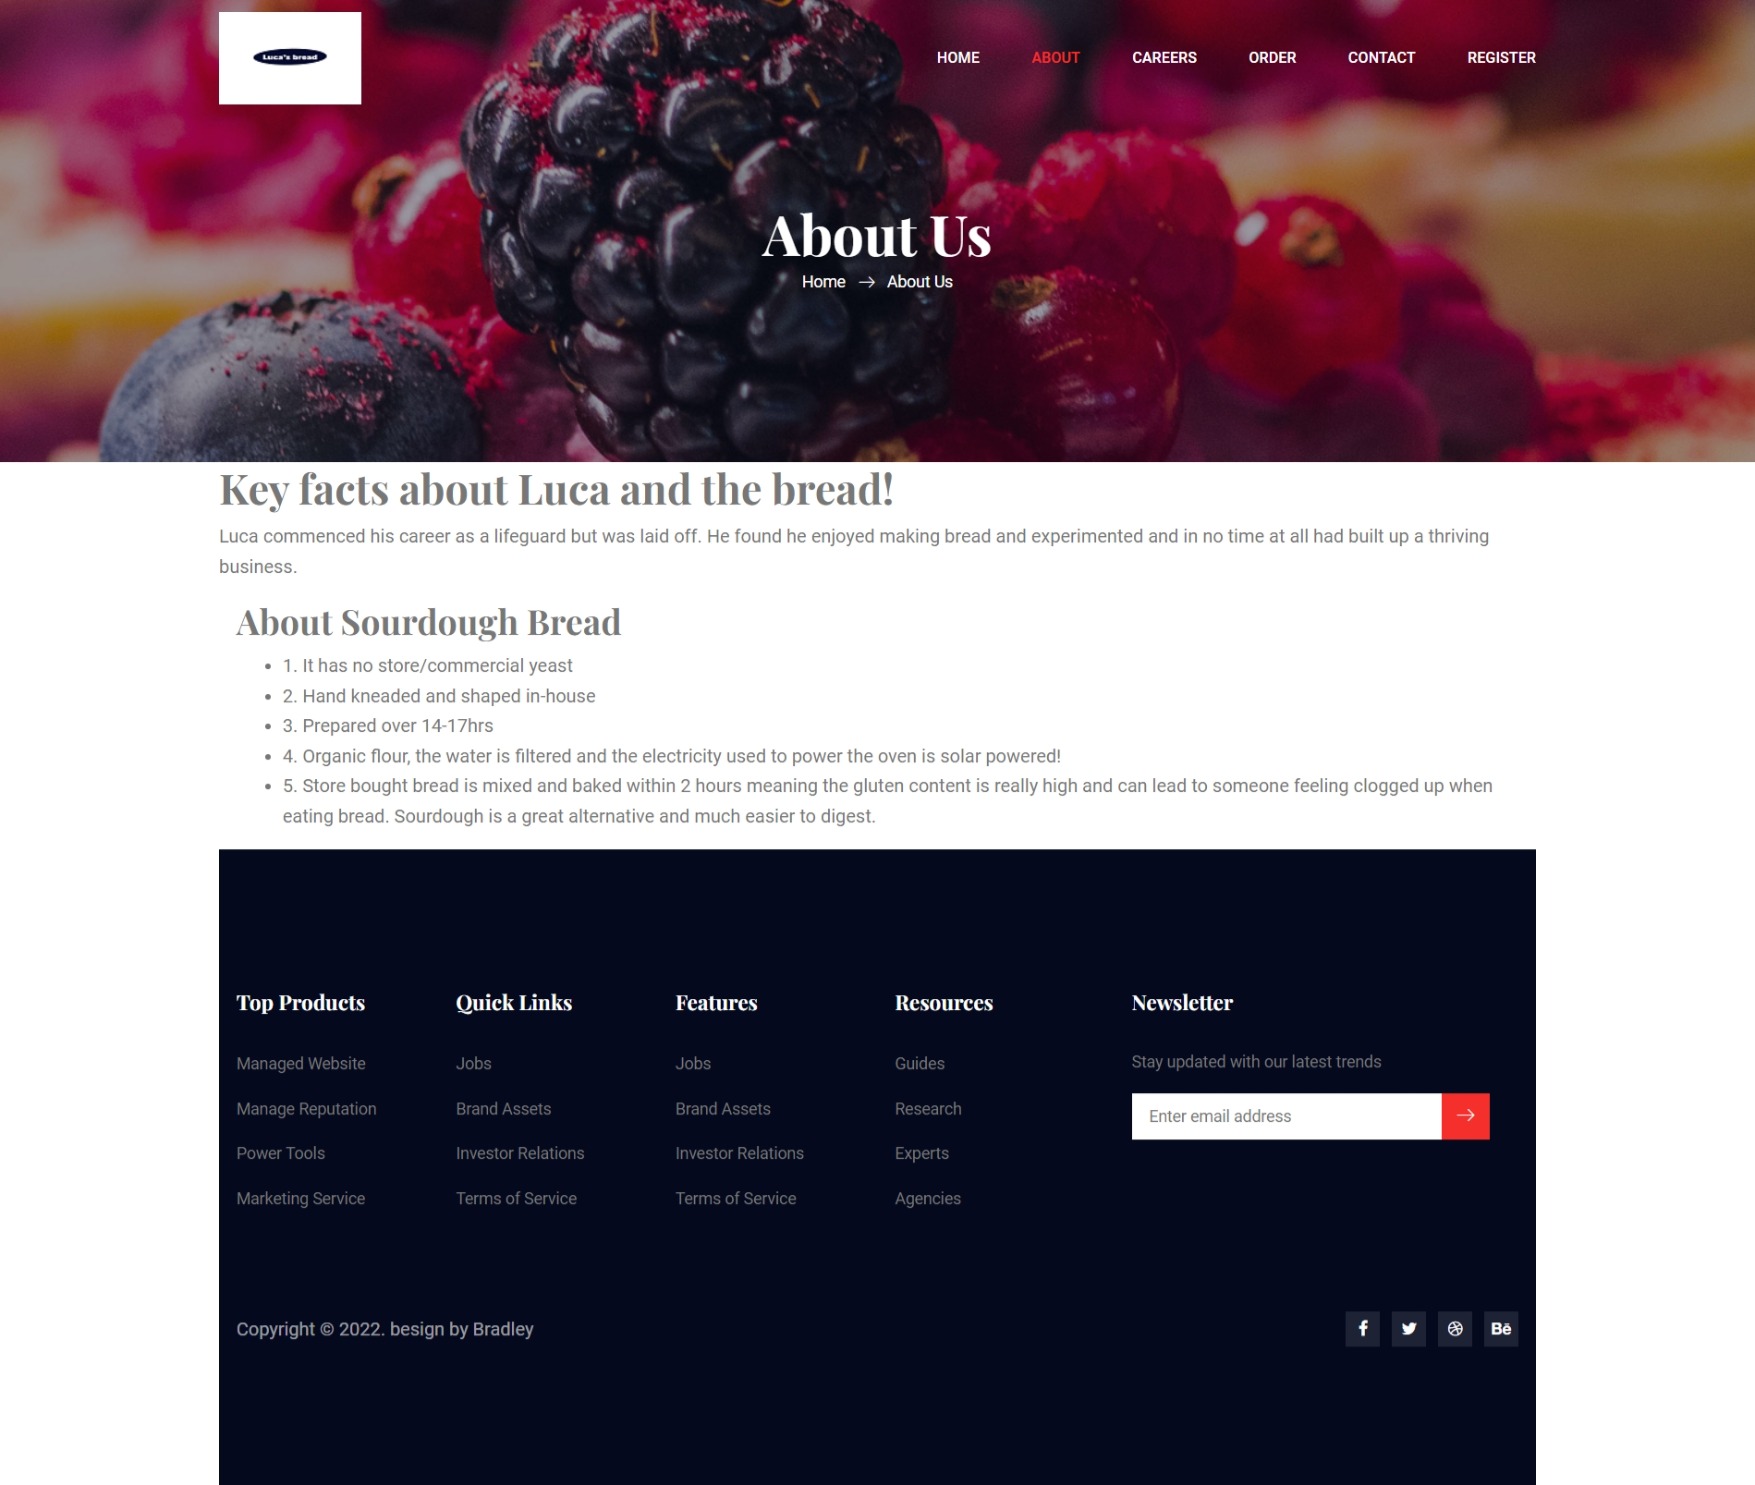 Luca's bread
HOME ABOUT CAREERS ORDER CONTACT REGISTER
About Us
Home → About Us
Key facts about Luca and the bread!
Luca commenced his career as a lifeguard but was laid off. He found he enjoyed making bread and experimented and in no time at all had built up a thriving
business.
About Sourdough Bread
• 1. It has no store/commercial yeast
• 2. Hand kneaded and shaped in-house
• 3. Prepared over 14-17hrs
• 4. Organic flour, the water is filtered and the electricity used to power the oven is solar powered!
• 5. Store bought bread is mixed and baked within 2 hours meaning the gluten content is really high and can lead to someone feeling clogged up when
eating bread. Sourdough is a great alternative and much easier to digest.
Top Products
Managed Website
Manage Reputation
Power Tools
Marketing Service
Quick Links
Jobs
Brand Assets
Investor Relations
Terms of Service
Features
Jobs
Brand Assets
Investor Relations
Terms of Service
Resources
Guides
Research
Experts
Agencies
Newsletter
Stay updated with our latest trends
Enter email address →
Copyright © 2022. besign by Bradley
Bē